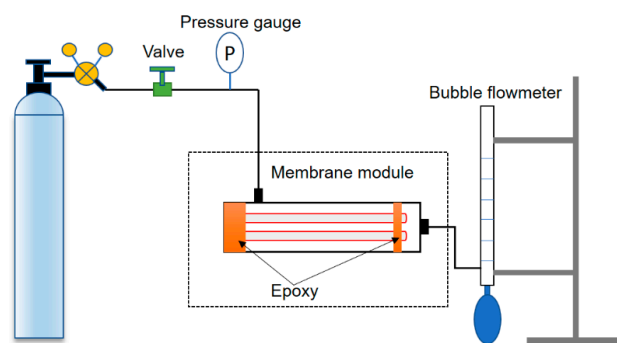 Pressure gauge
Valve
P
Bubble flowmeter
Membrane module
Epoxy